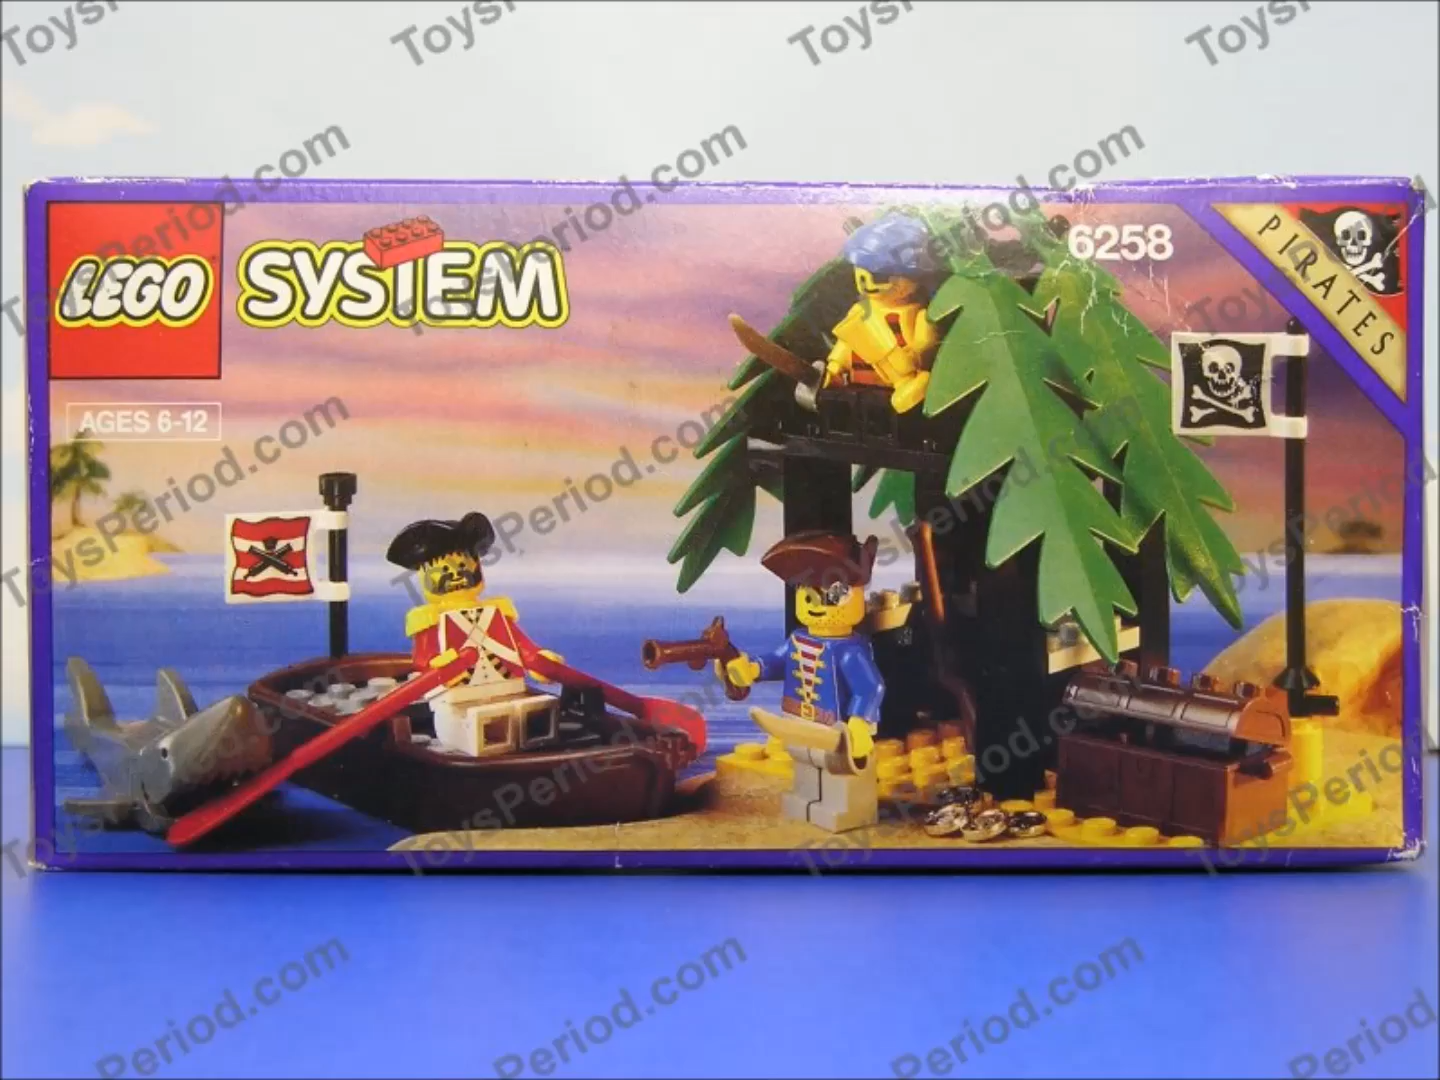 LEGO
SYSTEM
6258
PIRATES
AGES 6-12
ToysPeriod.com